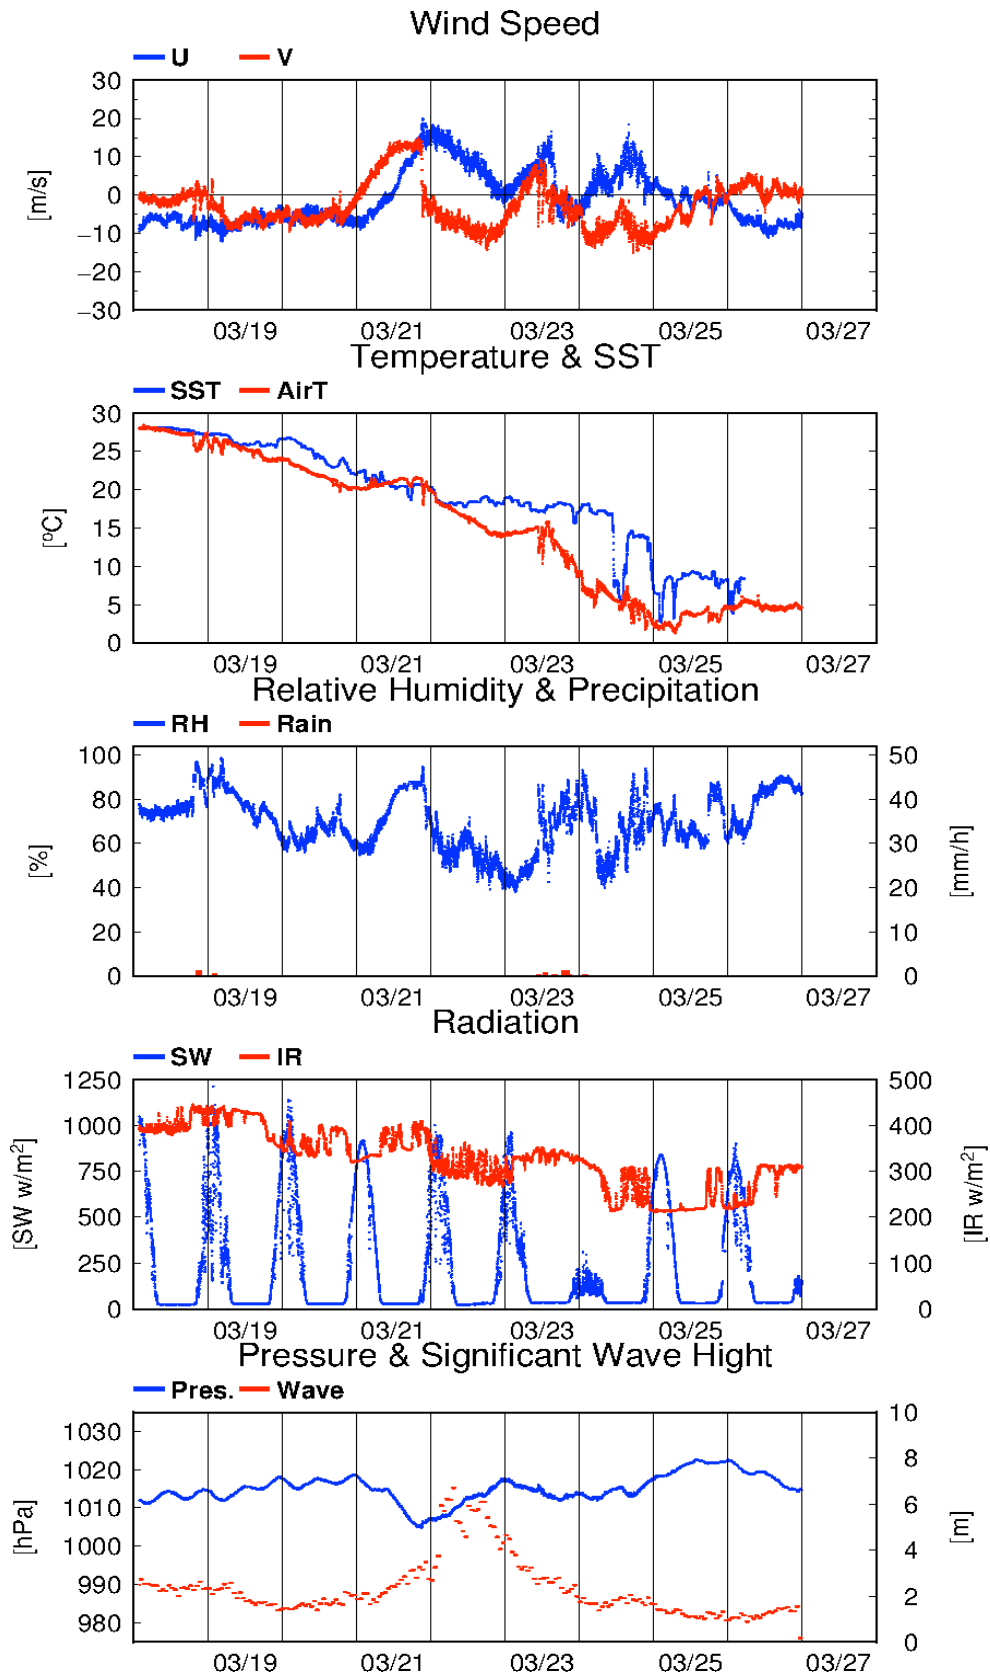 Wind Speed
U V
30
20
10
0
−10
−20
−30
[m/s]
03/19 03/21 03/23 03/25 03/27
Temperature & SST
SST AirT
30
25
20
15
10
5
0
[ºC]
03/19 03/21 03/23 03/25 03/27
Relative Humidity & Precipitation
RH Rain
100 50
80 40
60 30
40 20
20 10
0 0
[%] [mm/h]
03/19 03/21 03/23 03/25 03/27
Radiation
SW IR
1250 500
1000 400
750 300
500 200
250 100
0 0
[SW w/m²] [IR w/m²]
03/19 03/21 03/23 03/25 03/27
Pressure & Significant Wave Hight
Pres. Wave
1030 10
1020 8
1010 6
1000 4
990 2
980 0
[hPa] [m]
03/19 03/21 03/23 03/25 03/27